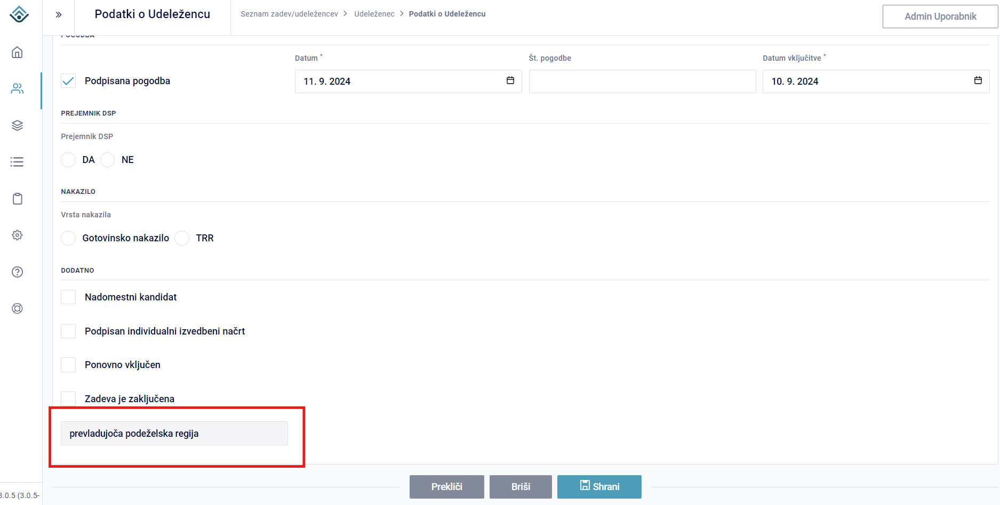 Podatki o Udeležencu
Seznam zadev/udeležencev > Udeleženec > Podatki o Udeležencu
Admin Uporabnik
POGODBA
Podpisana pogodba
Datum *
11. 9. 2024
Št. pogodbe
Datum vključitve *
10. 9. 2024
PREJEMNIK DSP
Prejemnik DSP
DA NE
NAKAZILO
Vrsta nakazila
Gotovinsko nakazilo TRR
DODATNO
Nadomestni kandidat
Podpisan individualni izvedbeni načrt
Ponovno vključen
Zadeva je zaključena
prevladujoča podeželska regija
Prekliči Briši Shrani
3.0.5 (3.0.5-